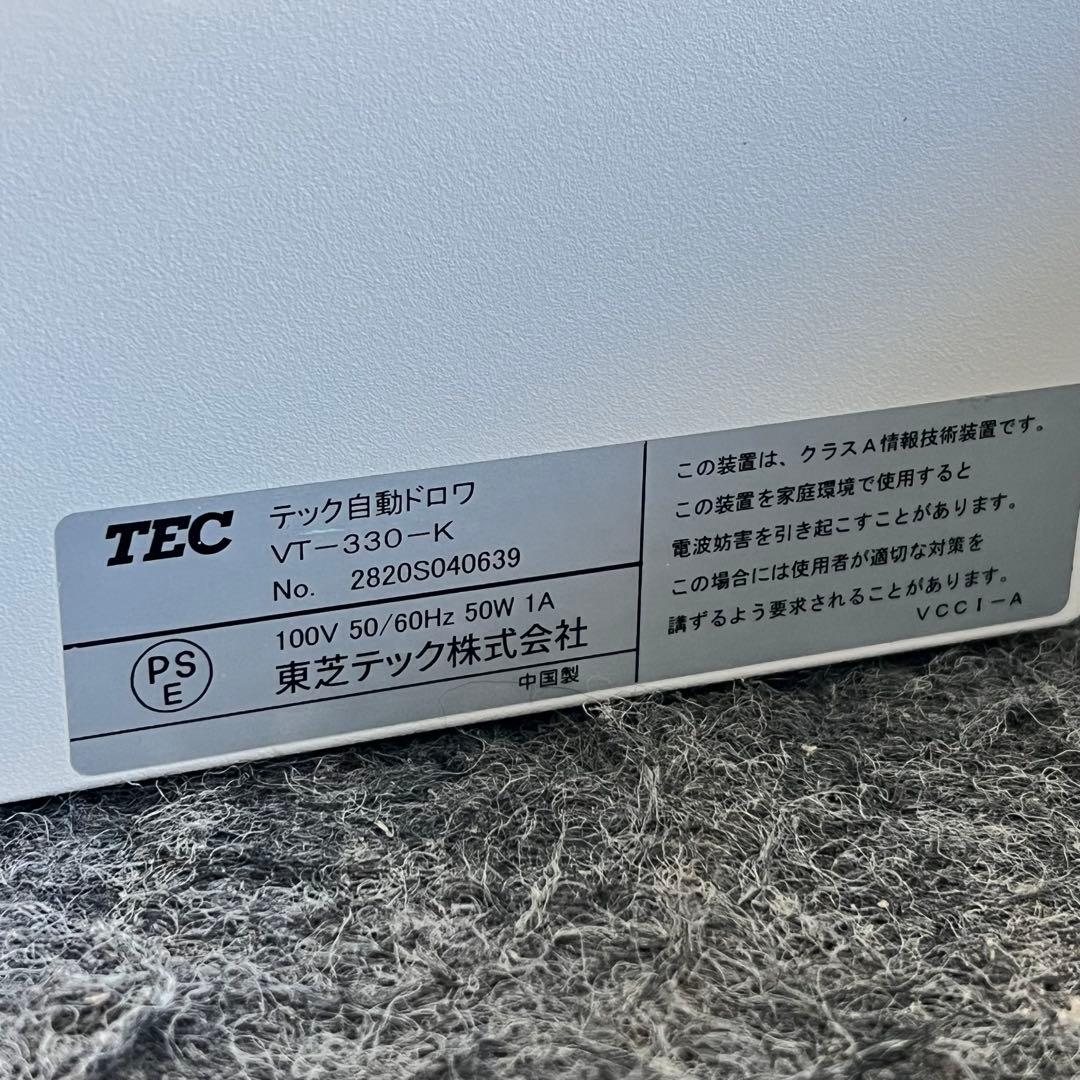 TEC
テック自動ドロワ
VT-330-K
No. 2820S040639
PS
E
100V 50/60Hz 50W 1A
東芝テック株式会社
中国製
この装置は、クラスA情報技術装置です。
この装置を家庭環境で使用すると
電波妨害を引き起こすことがあります。
この場合には使用者が適切な対策を
講ずるよう要求されることがあります。
VCCI-A